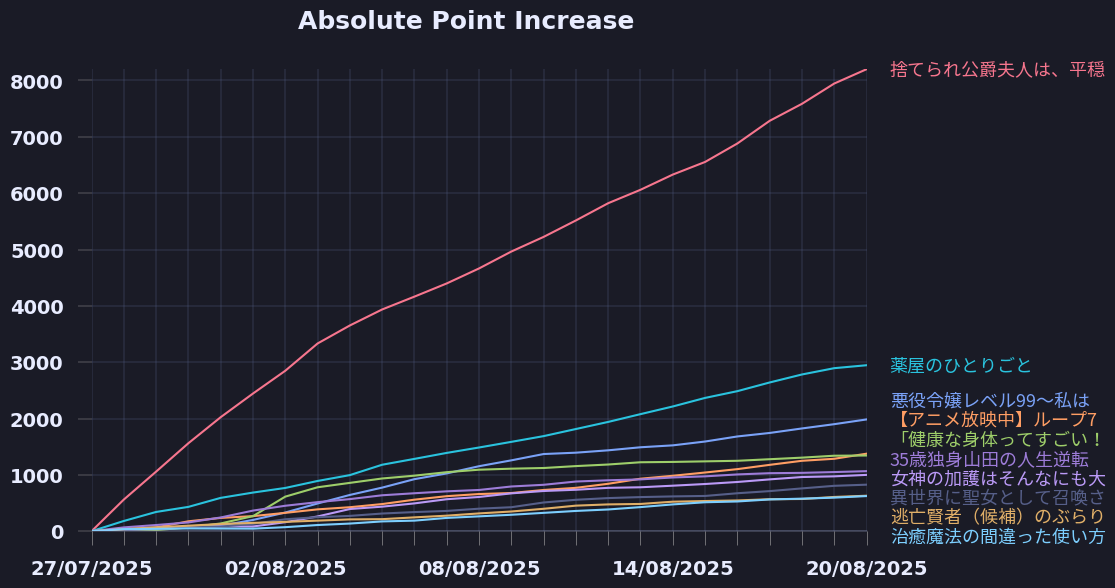 Absolute Point Increase
8000
7000
6000
5000
4000
3000
2000
1000
0
27/07/2025
02/08/2025
08/08/2025
14/08/2025
20/08/2025
捨てられ公爵夫人は、平穏
薬屋のひとりごと
悪役令嬢レベル99～私は
【アニメ放映中】ループ7
「健康な身体ってすごい！
35歳独身山田の人生逆転
女神の加護はそんなにも大
異世界に聖女として召喚さ
逃亡賢者（候補）のぶらり
治癒魔法の間違った使い方